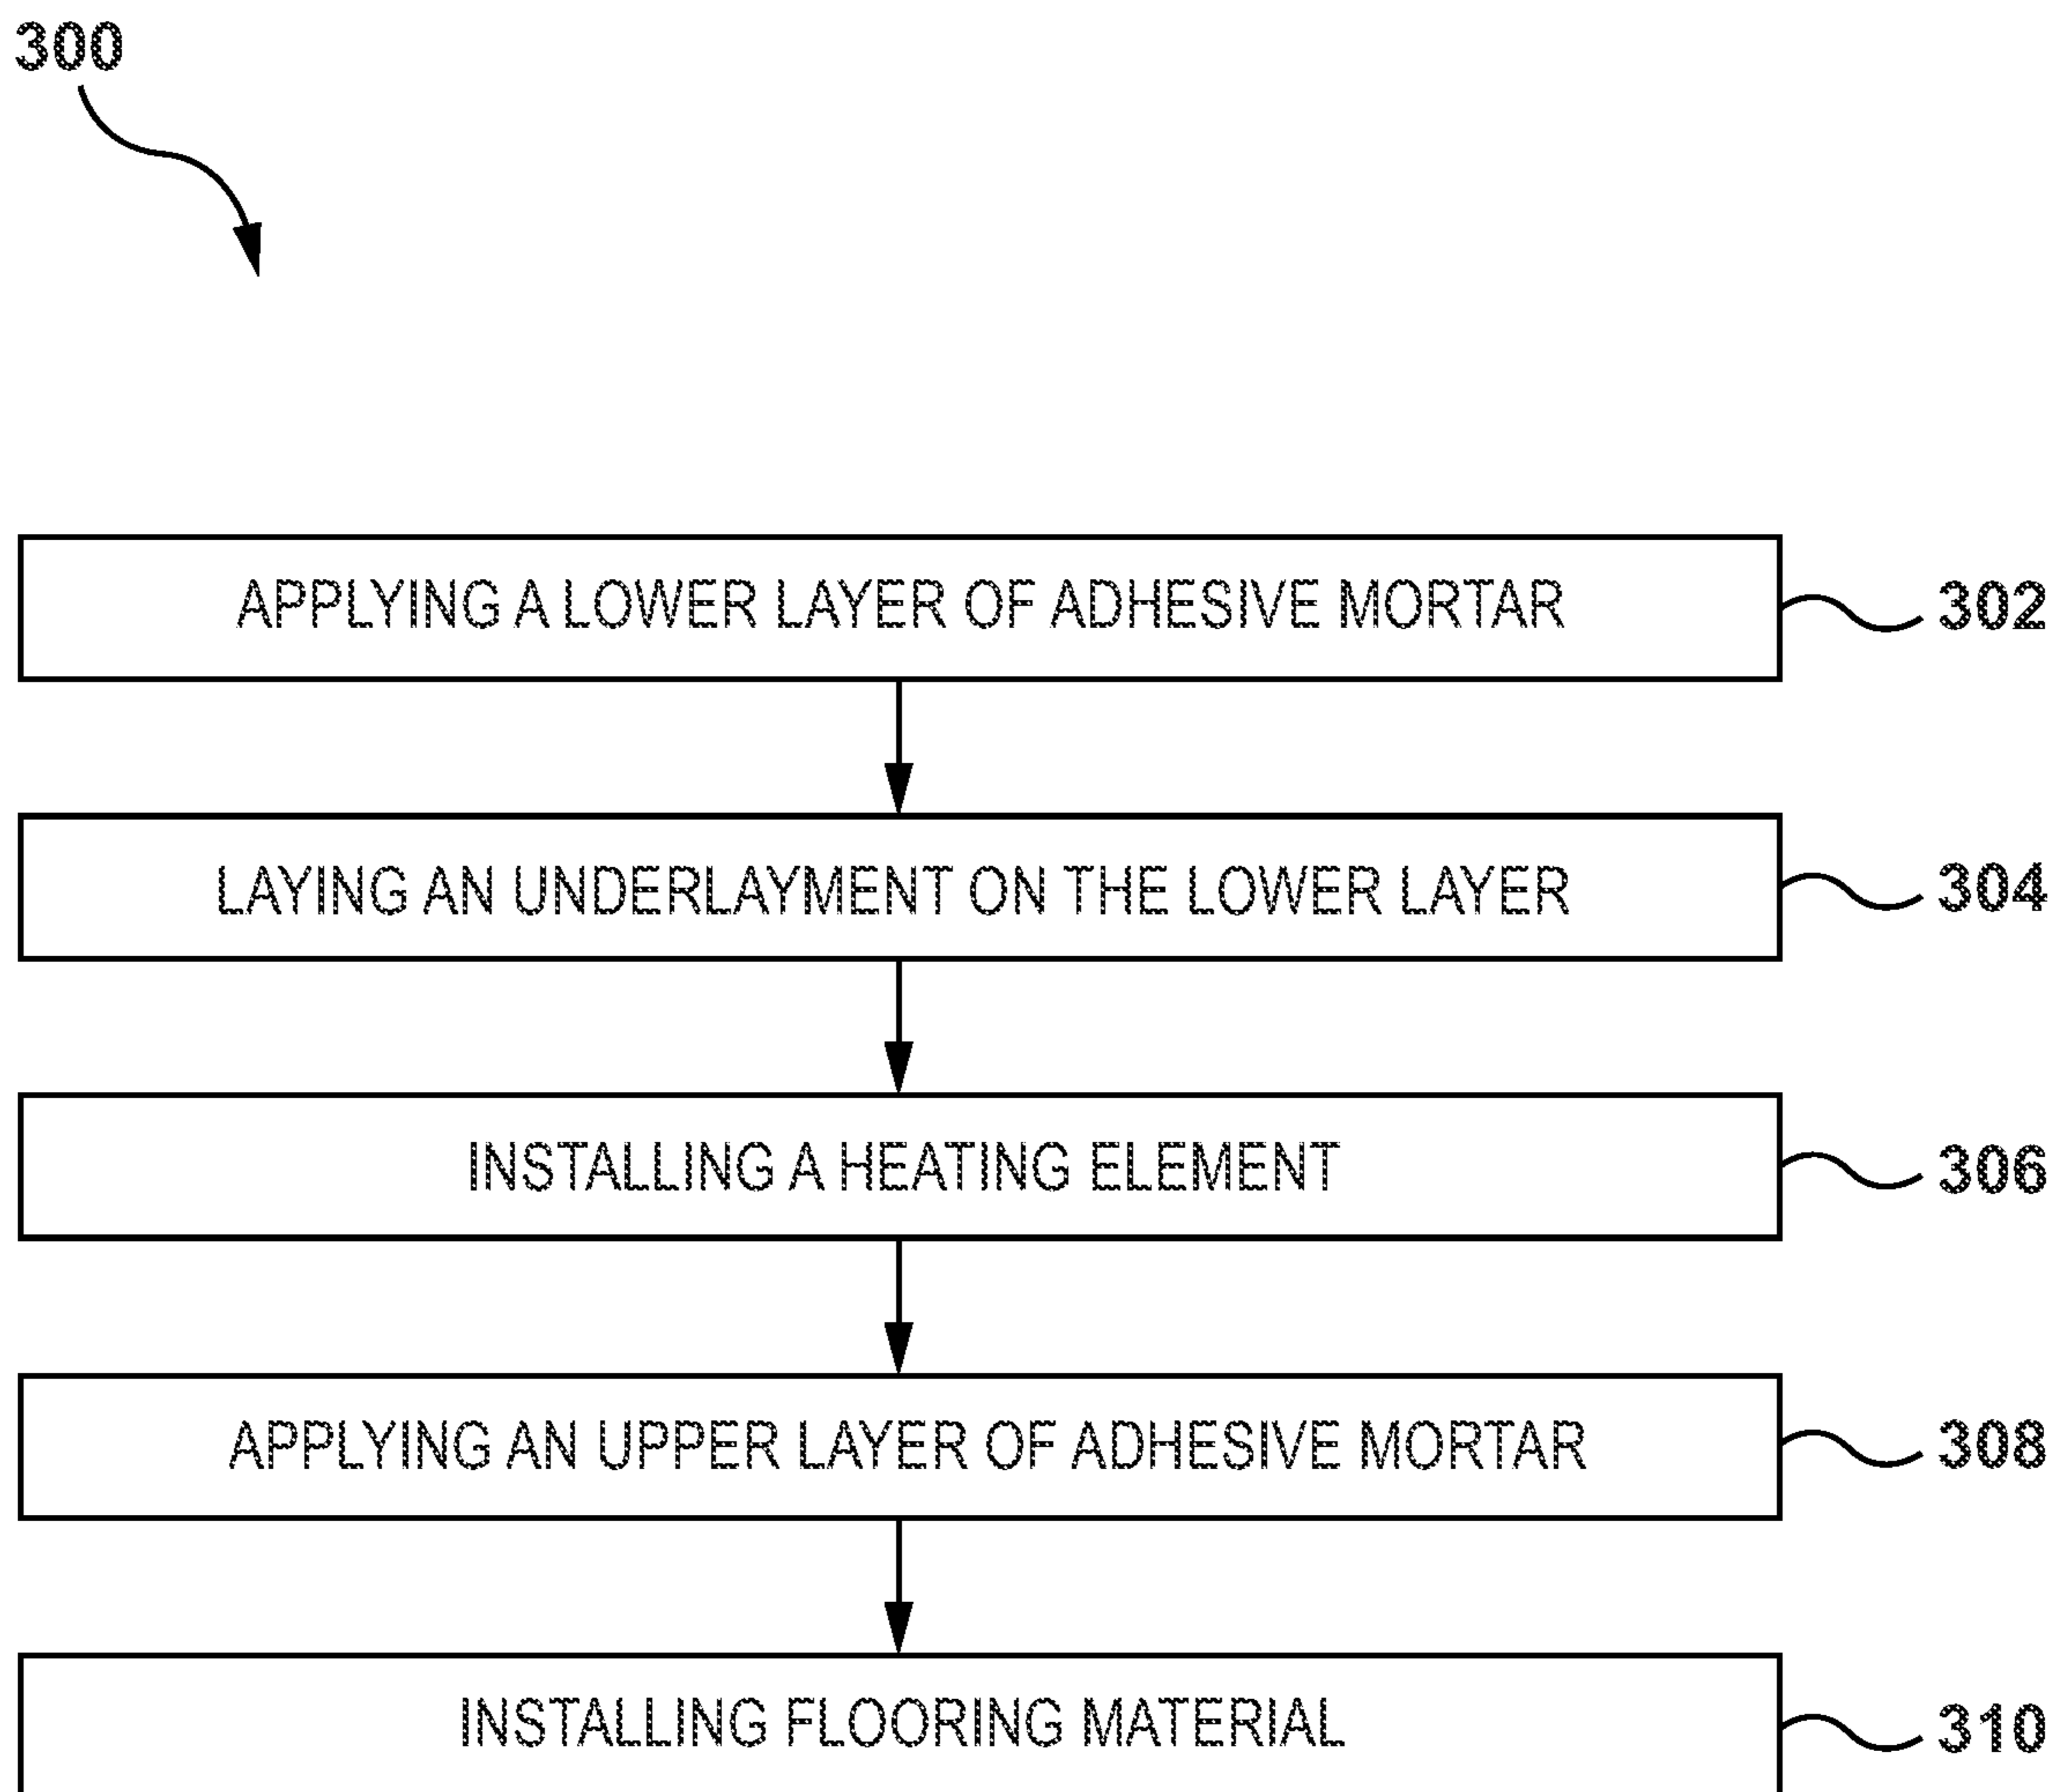 300
APPLYING A LOWER LAYER OF ADHESIVE MORTAR 302
LAYING AN UNDERLAYMENT ON THE LOWER LAYER 304
INSTALLING A HEATING ELEMENT 306
APPLYING AN UPPER LAYER OF ADHESIVE MORTAR 308
INSTALLING FLOORING MATERIAL 310